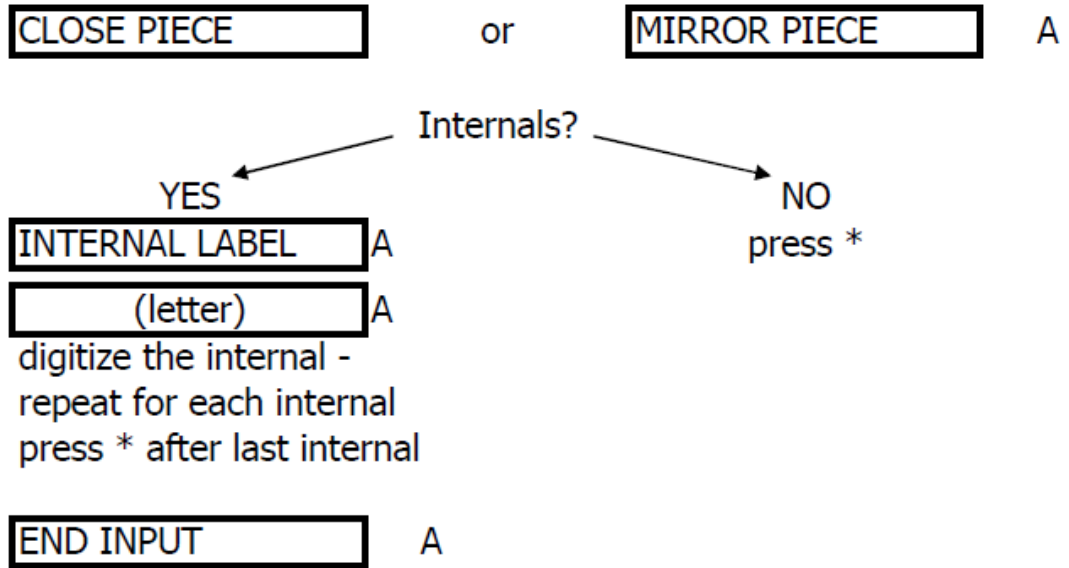 CLOSE PIECE or MIRROR PIECE A
Internals?
YES NO
INTERNAL LABEL A press *
(letter) A
digitize the internal -
repeat for each internal
press * after last internal
END INPUT A